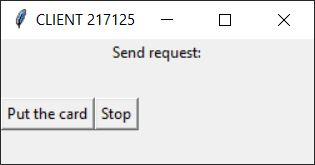 CLIENT 217125
Send request:
Put the card Stop